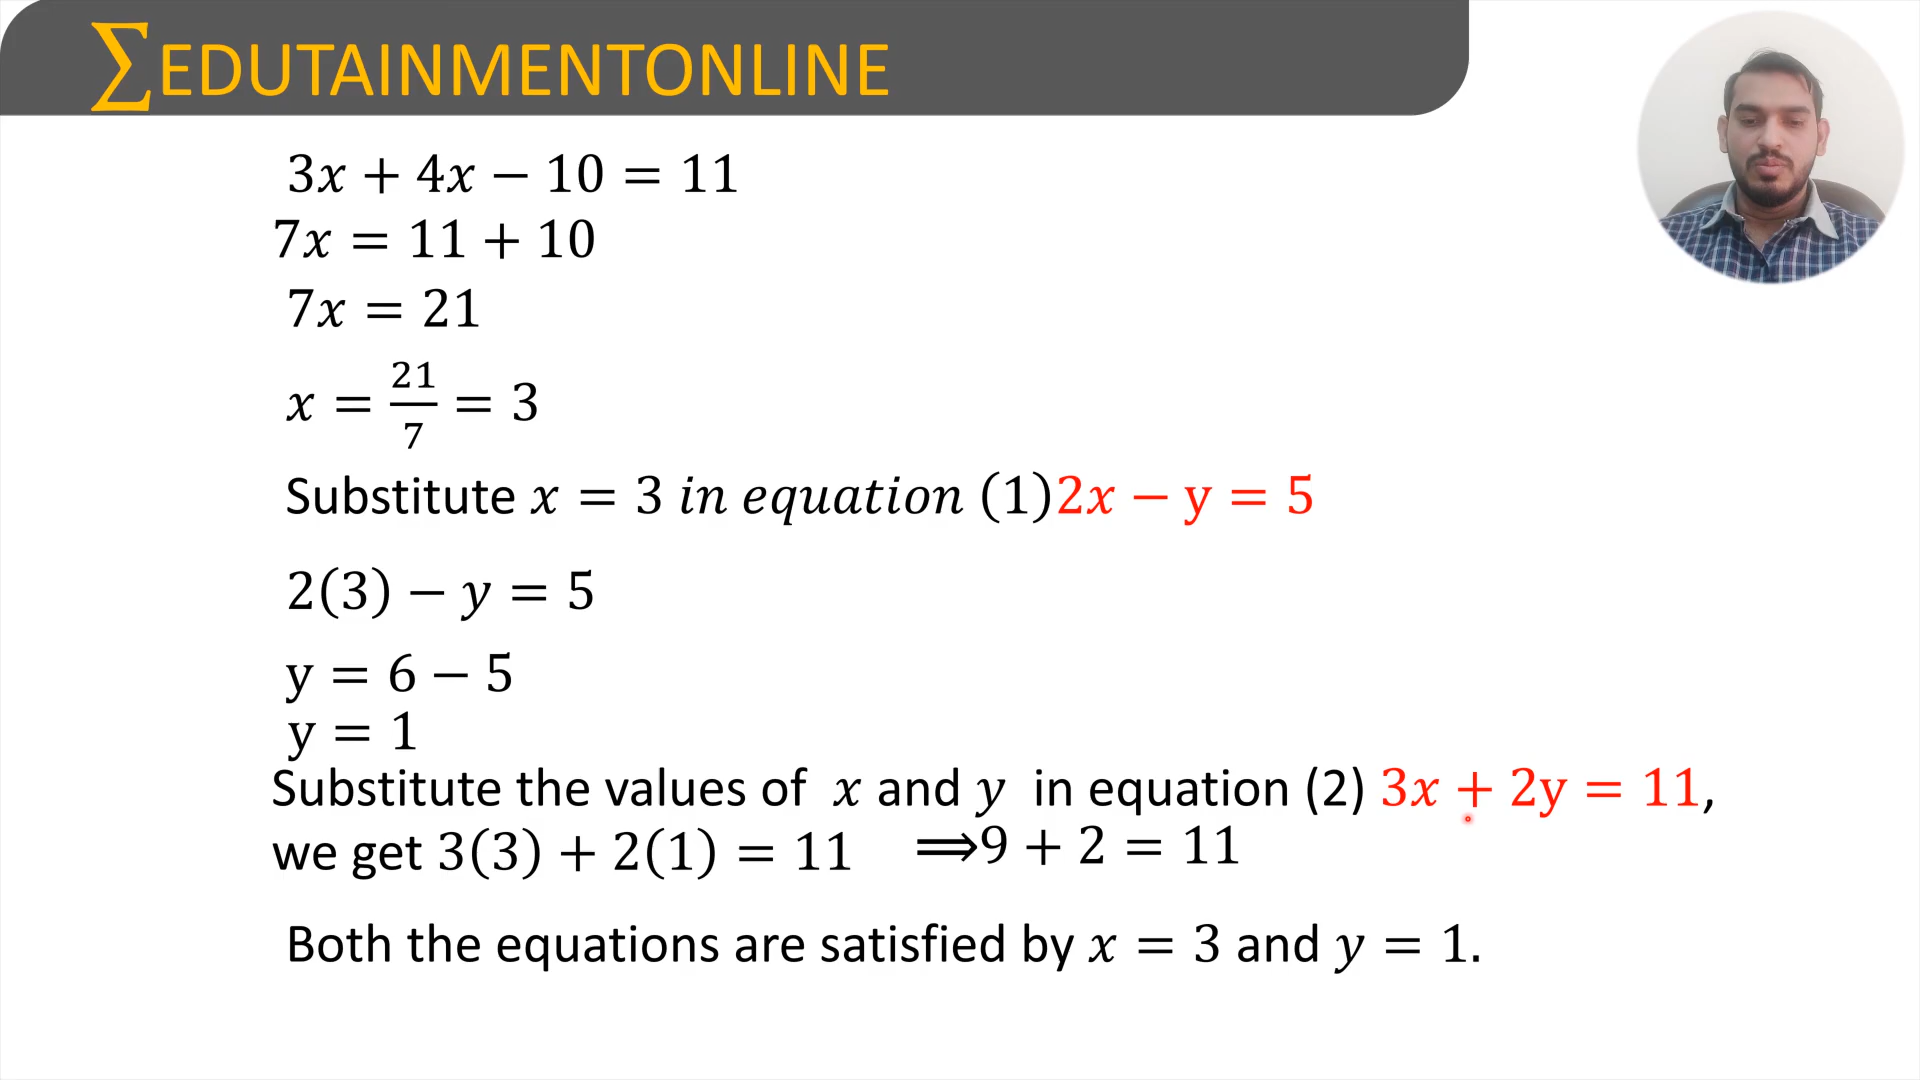 ∑EDUTAINMENTONLINE
3x + 4x − 10 = 11
7x = 11 + 10
7x = 21
x = 21/7 = 3
Substitute x = 3 in equation (1)2x − y = 5
2(3) − y = 5
y = 6 − 5
y = 1
Substitute the values of x and y in equation (2) 3x + 2y = 11,
we get 3(3) + 2(1) = 11 ⟹9 + 2 = 11
Both the equations are satisfied by x = 3 and y = 1.